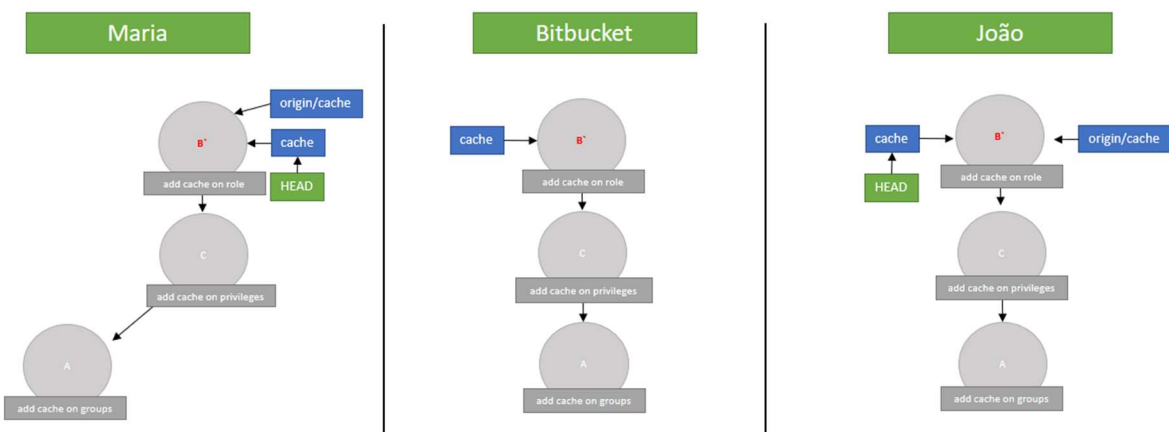 Maria
origin/cache
B`
cache
add cache on role
HEAD
C
add cache on privileges
A
add cache on groups
Bitbucket
cache
B`
add cache on role
C
add cache on privileges
A
add cache on groups
João
cache
B`
origin/cache
HEAD
add cache on role
C
add cache on privileges
A
add cache on groups